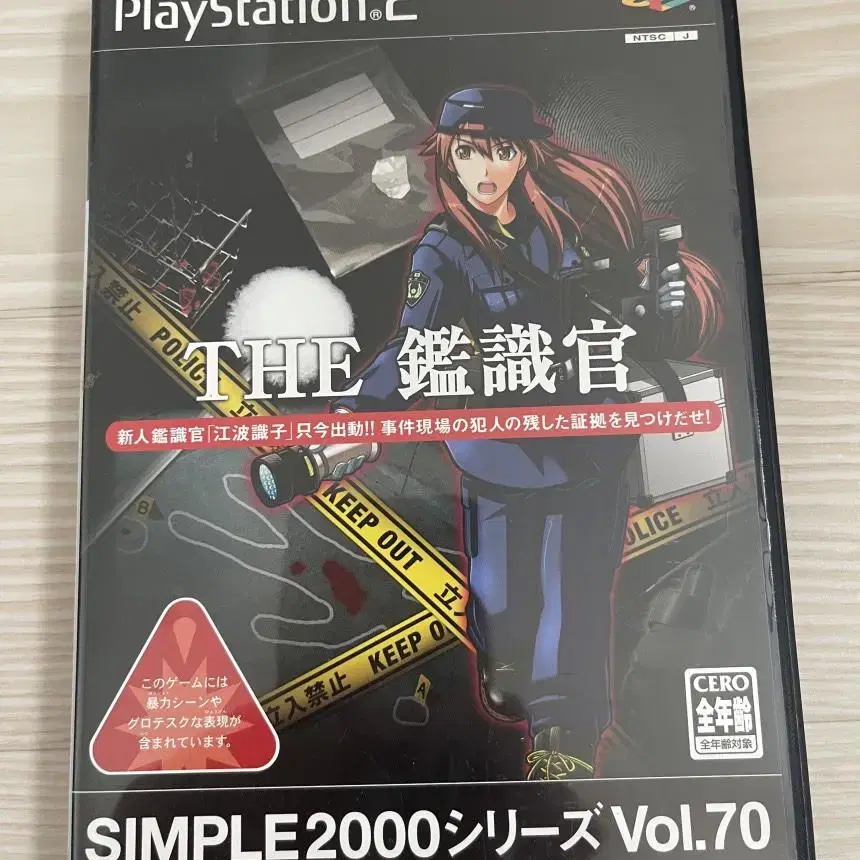 PlayStation®2
®
NTSC J
立入禁止 POLICE
THE 鑑識官
新人鑑識官「江波識子」只今出動!! 事件現場の犯人の残した証拠を見つけだせ!
B
KEEP OUT
立入
POLICE 立入
立入禁止 KEEP O
A
このゲームには
暴力シーンや
グロテスクな表現が
含まれています。
CERO
全年齢
全年齢対象
SIMPLE2000シリーズ Vol.70